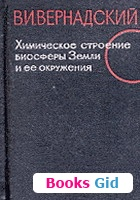 В.И.ВЕРНАДСКИЙ
Химическое строение
биосферы Земли
и ее окружения
Books Gid